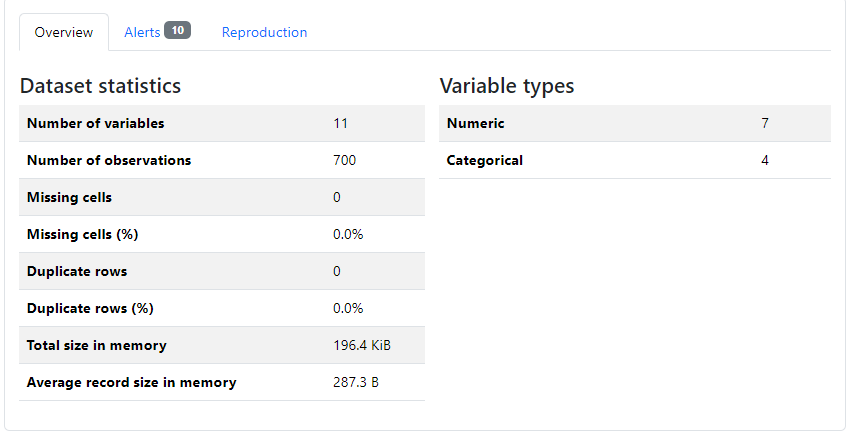 Overview Alerts 10 Reproduction
Dataset statistics
Number of variables 11
Number of observations 700
Missing cells 0
Missing cells (%) 0.0%
Duplicate rows 0
Duplicate rows (%) 0.0%
Total size in memory 196.4 KiB
Average record size in memory 287.3 B
Variable types
Numeric 7
Categorical 4